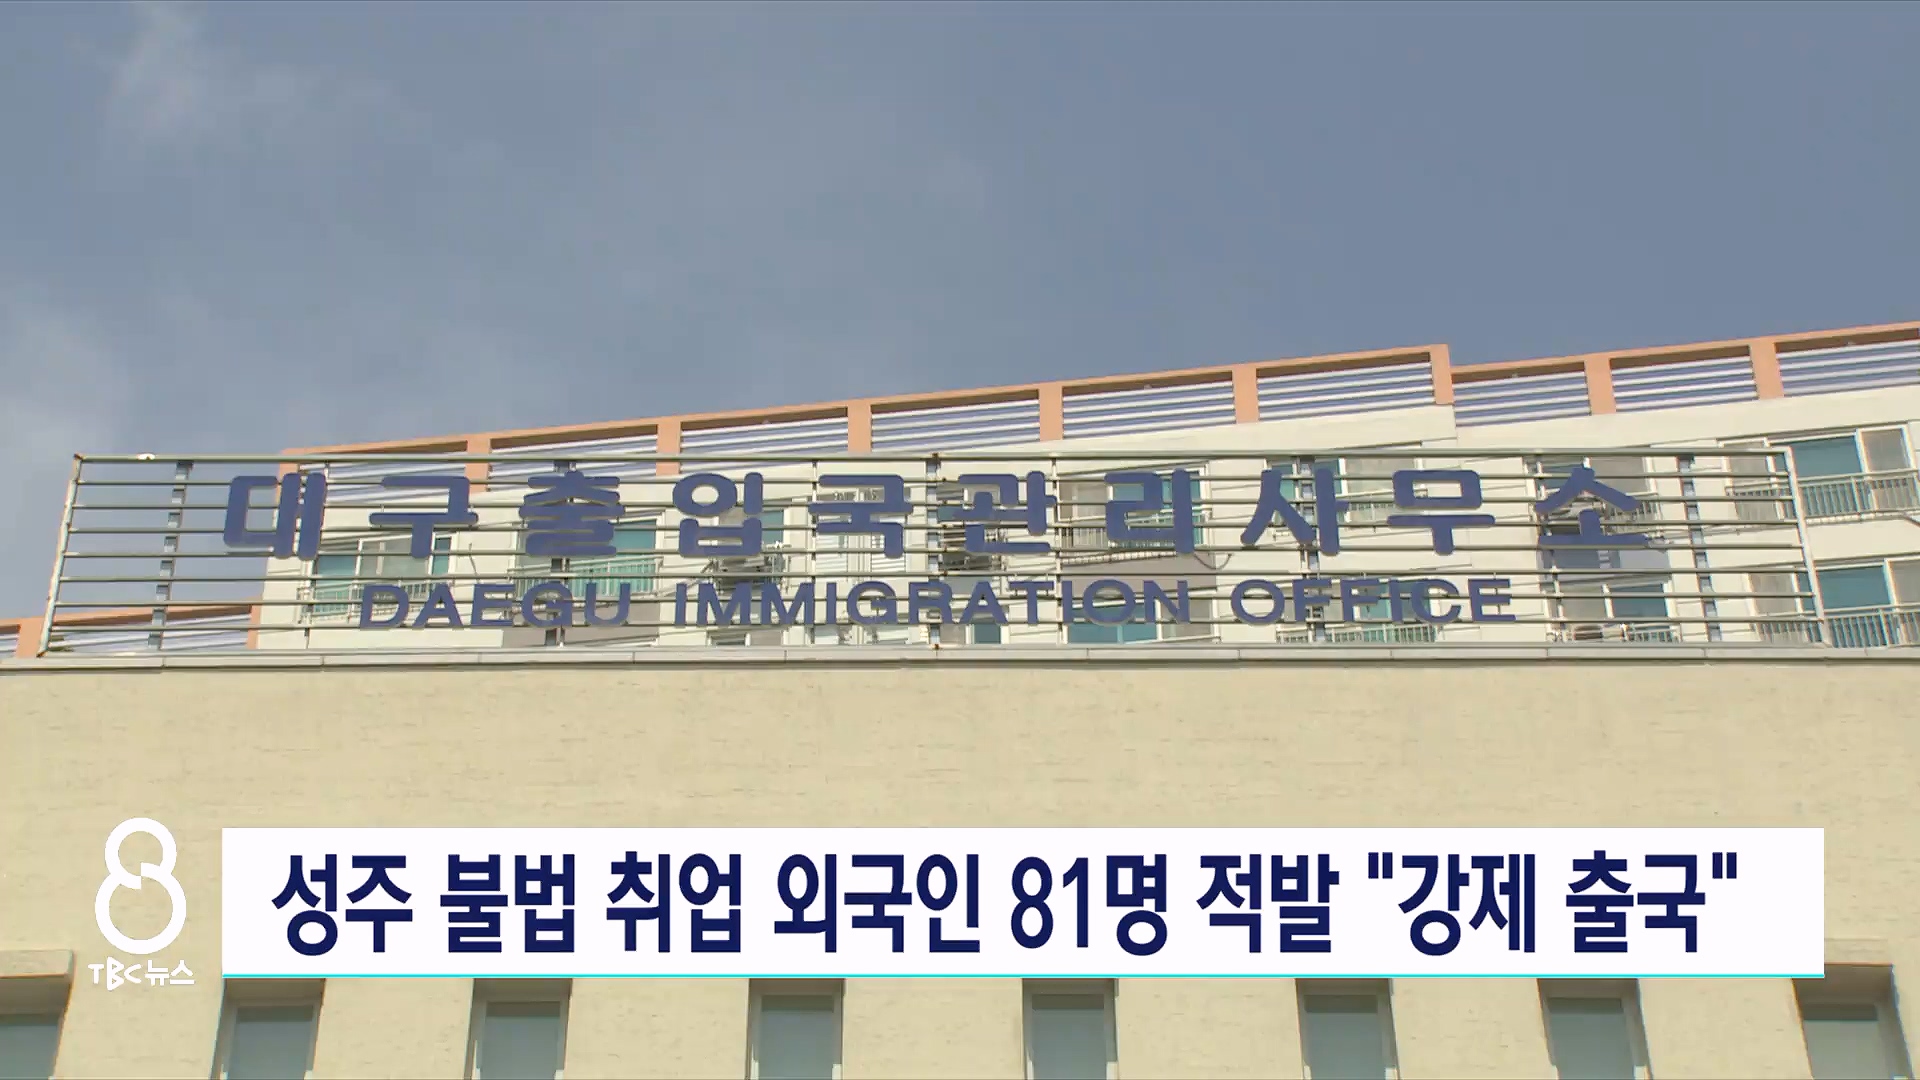 대구출입국관리사무소
DAEGU IMMIGRATION OFFICE
성주 불법 취업 외국인 81명 적발 "강제 출국"
8
TBC뉴스